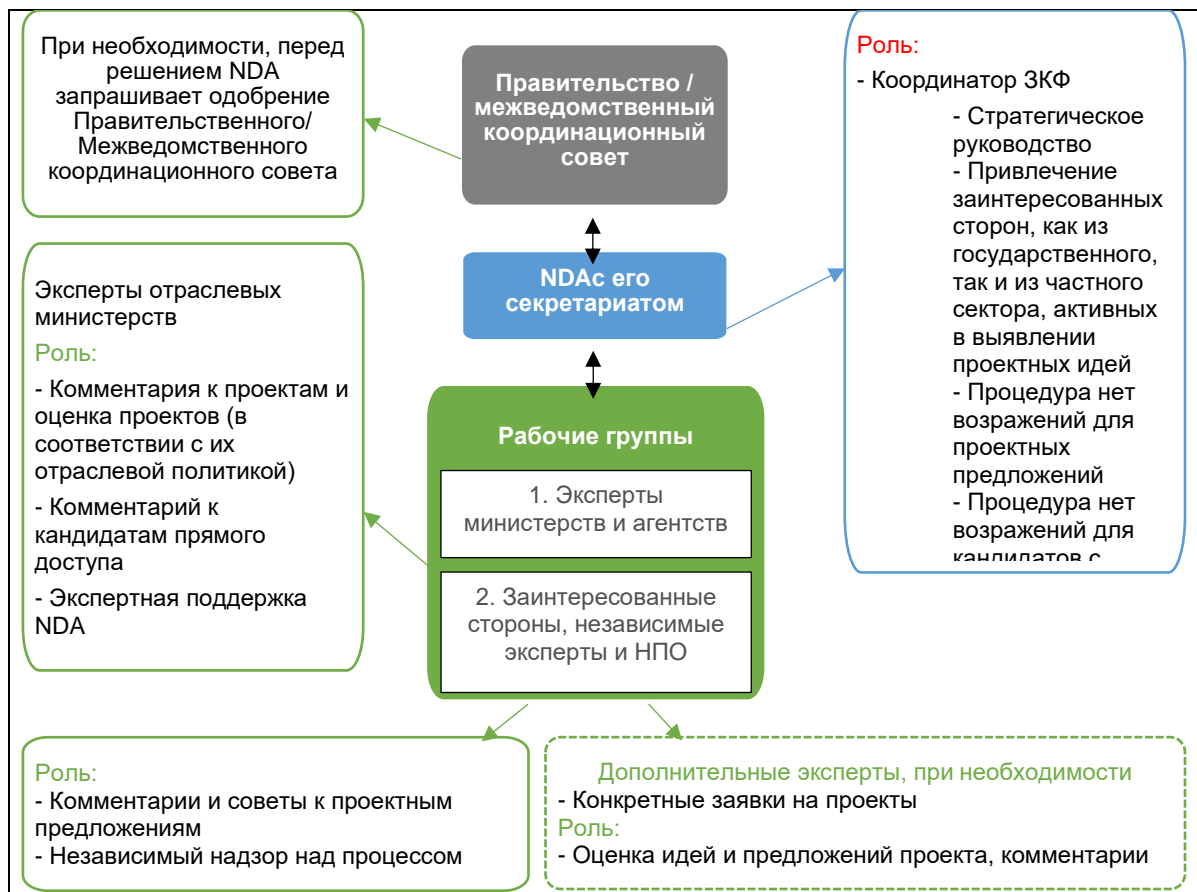 При необходимости, перед
решением NDA
запрашивает одобрение
Правительственного/
Межведомственного
координационного совета
Правительство /
межведомственный
координационный
совет
Роль:
- Координатор ЗКФ
- Стратегическое
руководство
- Привлечение
заинтересованных
сторон, как из
государственного,
так и из частного
сектора, активных
в выявлении
проектных идей
- Процедура нет
возражений для
проектных
предложений
- Процедура нет
возражений для
кандидатов с
NDAс его
секретариатом
Эксперты отраслевых
министерств
Роль:
- Комментария к проектам и
оценка проектов (в
соответствии с их
отраслевой политикой)
- Комментарий к
кандидатам прямого
доступа
- Экспертная поддержка
NDA
Рабочие группы
1. Эксперты
министерств и агентств
2. Заинтересованные
стороны, независимые
эксперты и НПО
Роль:
- Комментарии и советы к проектным
предложениям
- Независимый надзор над процессом
Дополнительные эксперты, при необходимости
- Конкретные заявки на проекты
Роль:
- Оценка идей и предложений проекта, комментарии